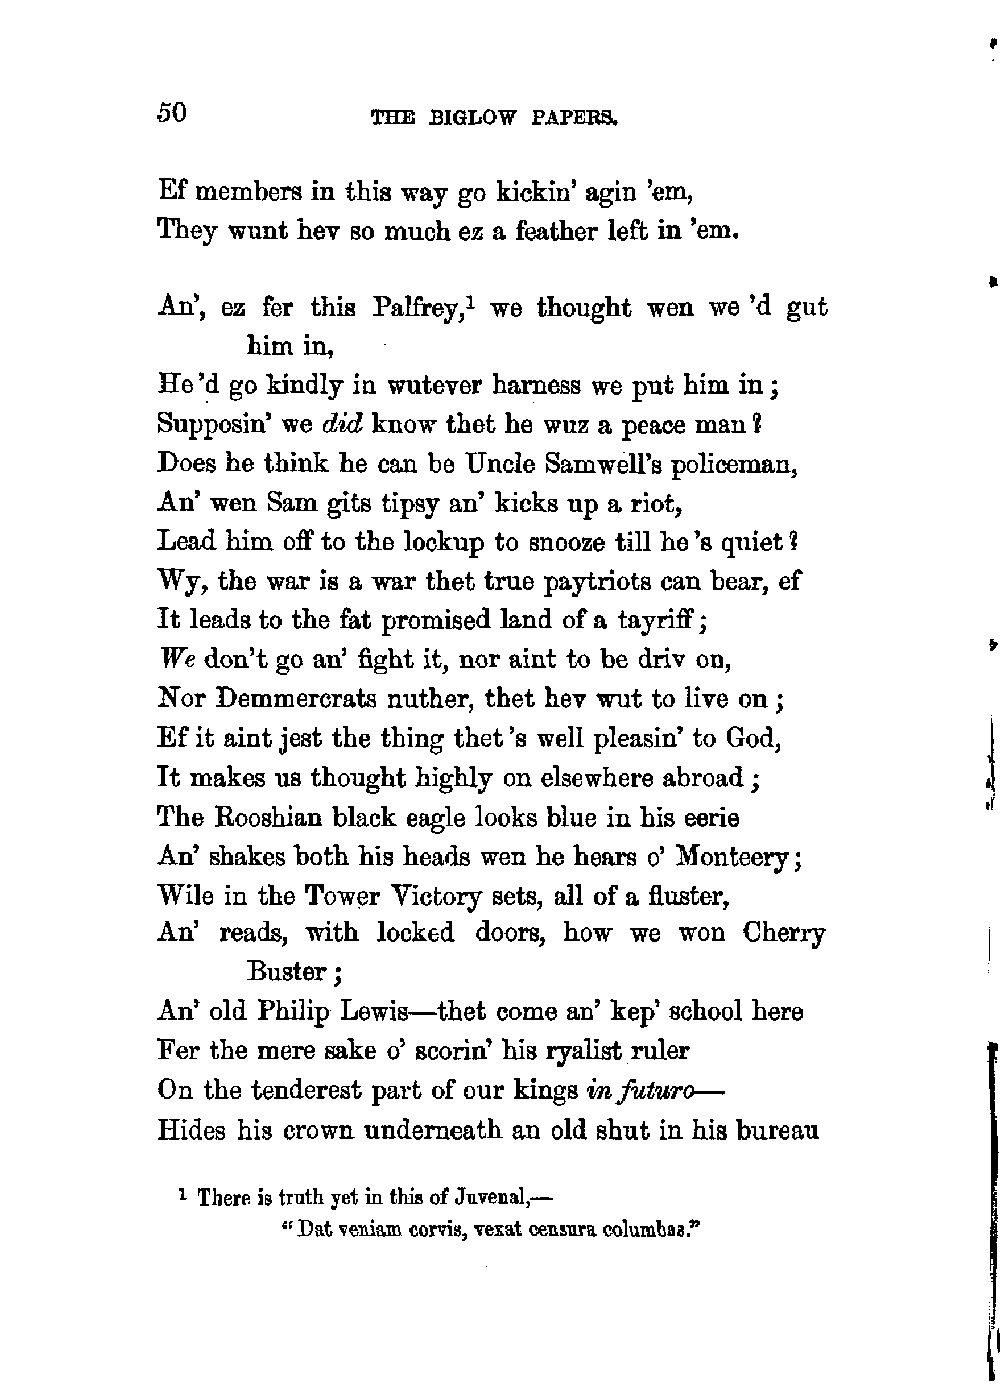 50 THE BIGLOW PAPERS.
Ef members in this way go kickin' agin 'em,
They wunt hev so much ez a feather left in 'em.
An', ez fer this Palfrey,¹ we thought wen we 'd gut
him in,
He 'd go kindly in wutever harness we put him in;
Supposin' we did know thet he wuz a peace man?
Does he think he can be Uncle Samwell's policeman,
An' wen Sam gits tipsy an' kicks up a riot,
Lead him off to the lockup to snooze till he 's quiet?
Wy, the war is a war thet true paytriots can bear, ef
It leads to the fat promised land of a tayriff;
We don't go an' fight it, nor aint to be driv on,
Nor Demmercrats nuther, thet hev wut to live on;
Ef it aint jest the thing thet 's well pleasin' to God,
It makes us thought highly on elsewhere abroad;
The Rooshian black eagle looks blue in his eerie
An' shakes both his heads wen he hears o' Monteery;
Wile in the Tower Victory sets, all of a fluster,
An' reads, with locked doors, how we won Cherry
Buster;
An' old Philip Lewis—thet come an' kep' school here
Fer the mere sake o' scorin' his ryalist ruler
On the tenderest part of our kings in futuro—
Hides his crown underneath an old shut in his bureau
¹ There is truth yet in this of Juvenal,—
"Dat veniam corvis, vexat censura columbas."